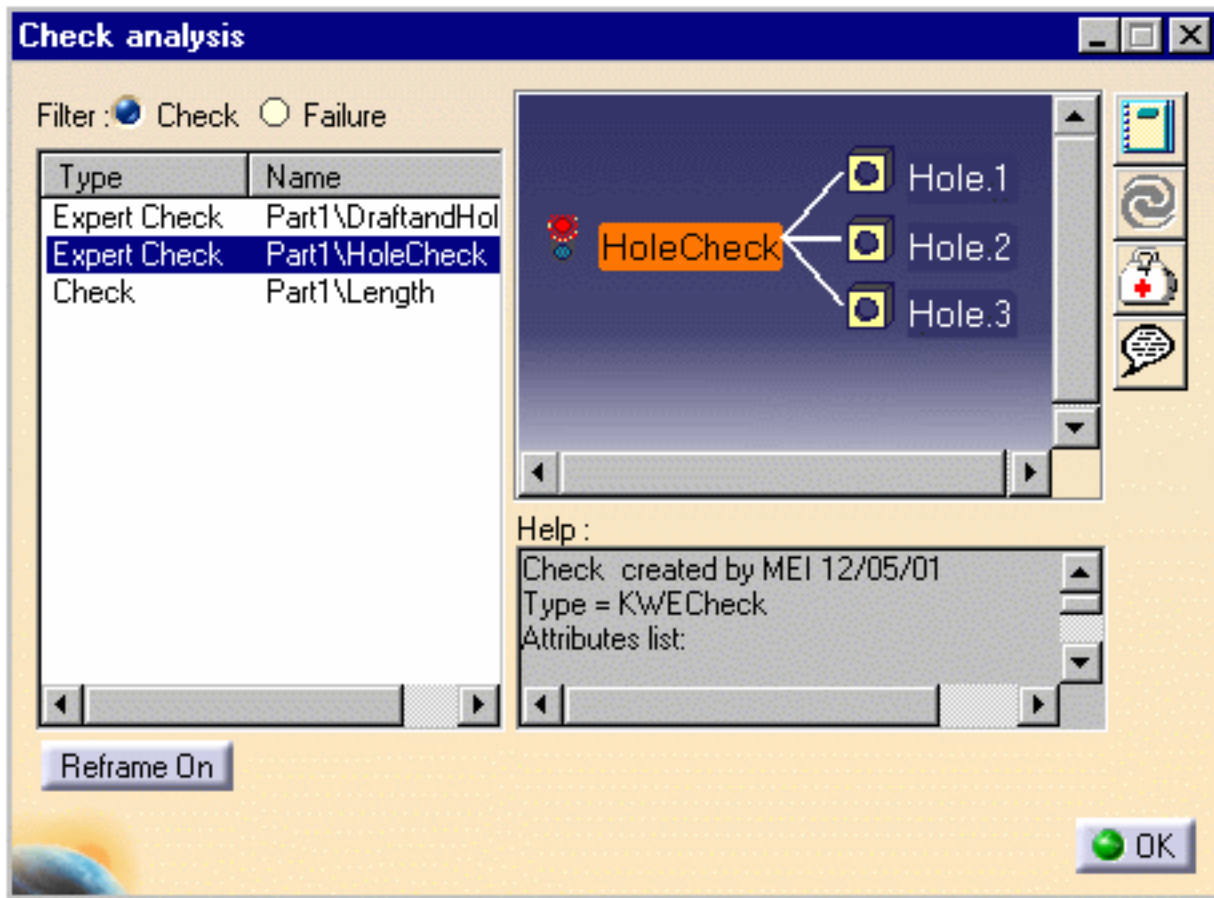 Check analysis
Filter : Check Failure
Type Name
Expert Check Part1\DraftandHol
Expert Check Part1\HoleCheck
Check Part1\Length
HoleCheck
Hole.1
Hole.2
Hole.3
Help :
Check created by MEI 12/05/01
Type = KWECheck
Attributes list:
Reframe On
OK